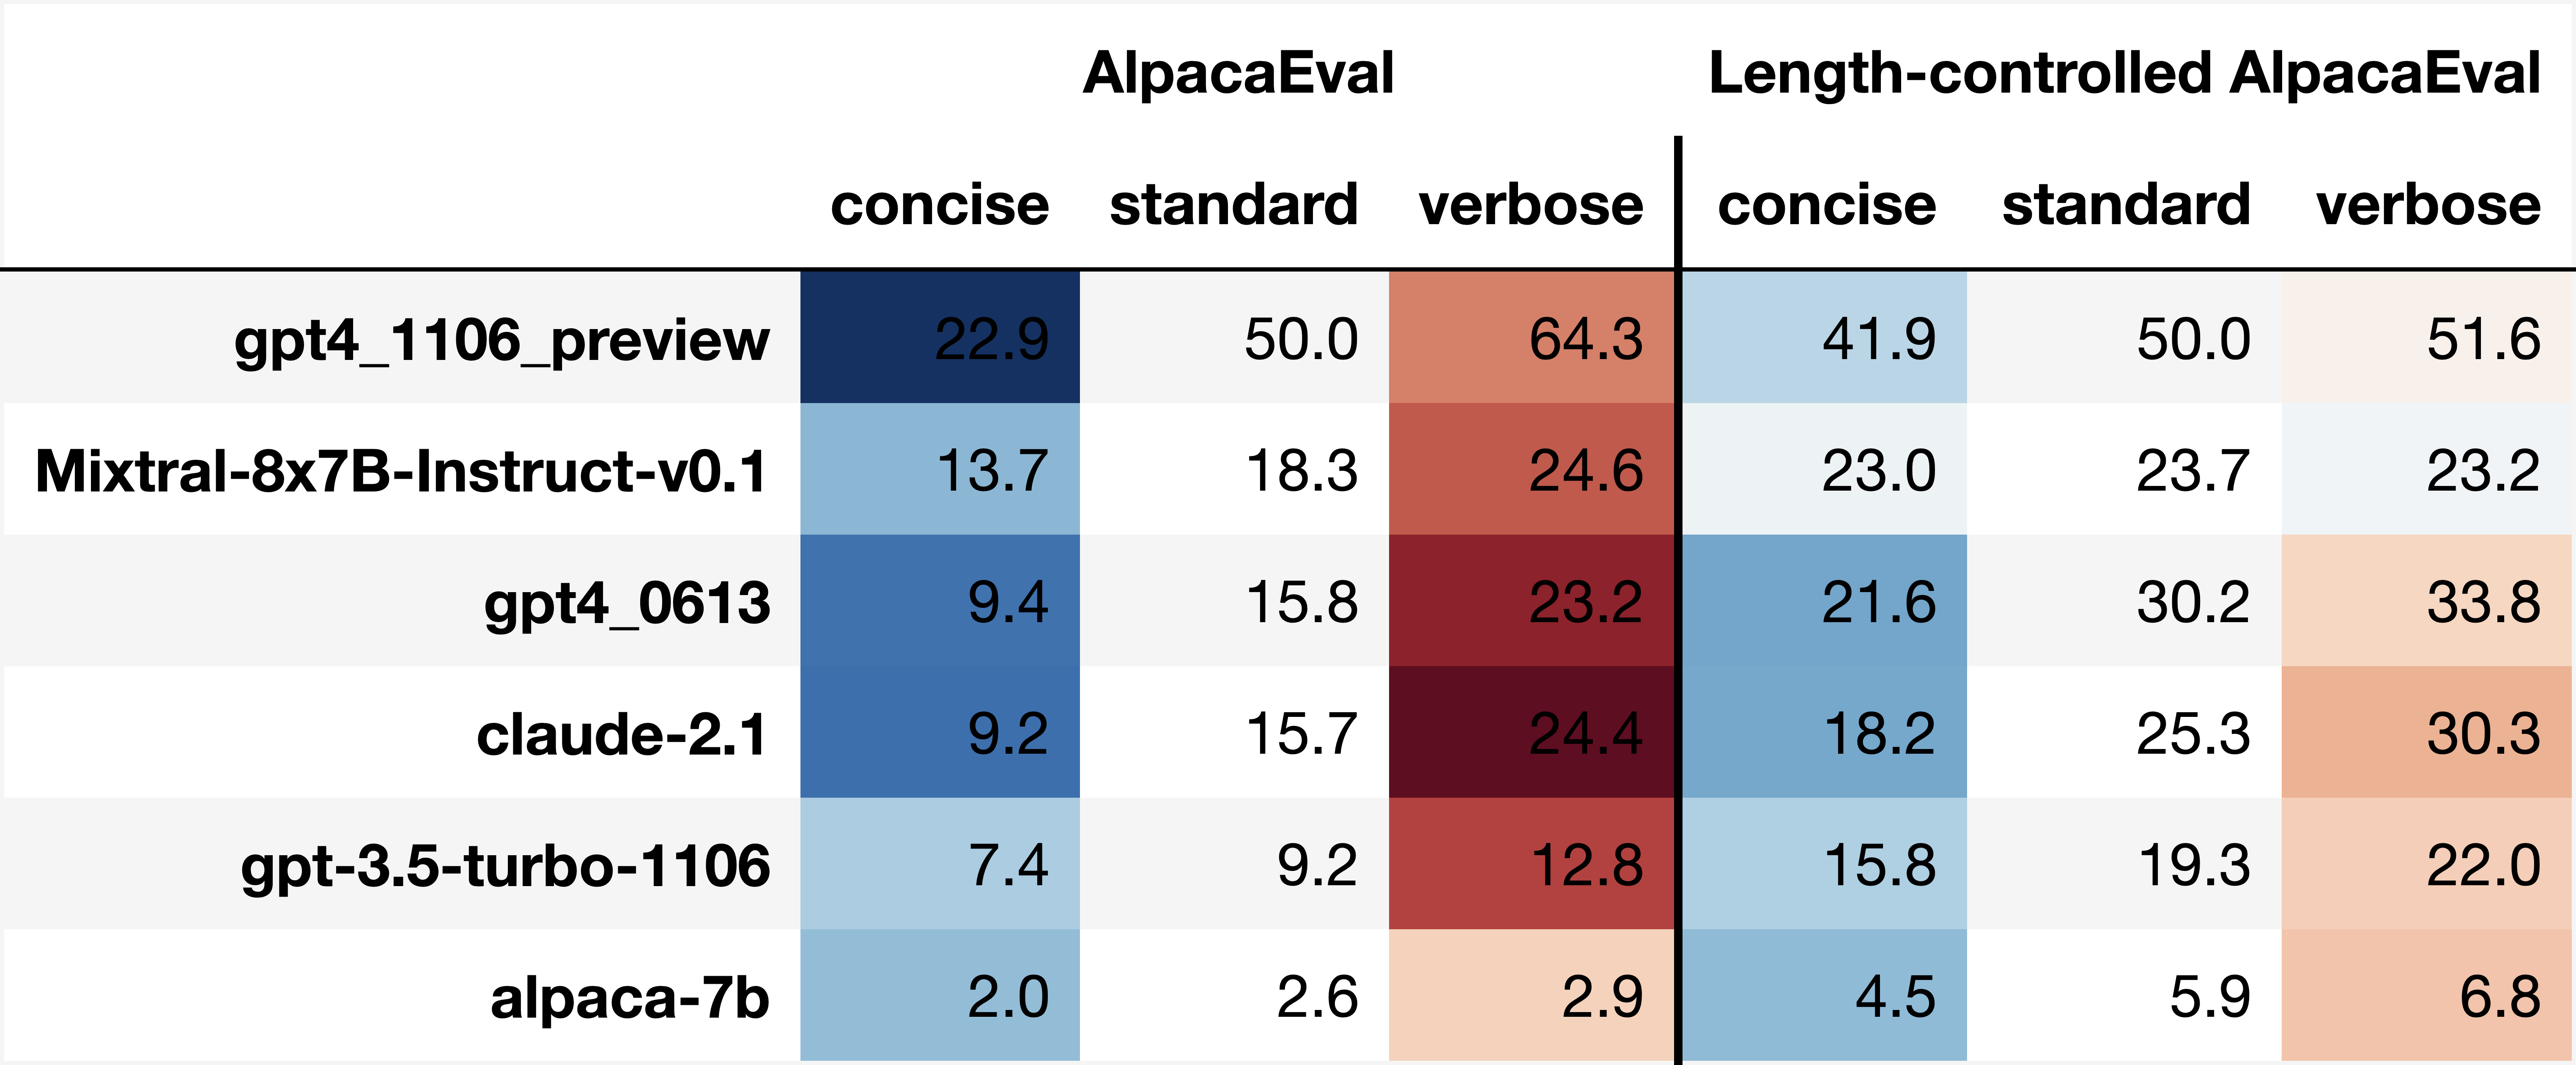 AlpacaEval Length-controlled AlpacaEval
concise standard verbose concise standard verbose
gpt4_1106_preview 22.9 50.0 64.3 41.9 50.0 51.6
Mixtral-8x7B-Instruct-v0.1 13.7 18.3 24.6 23.0 23.7 23.2
gpt4_0613 9.4 15.8 23.2 21.6 30.2 33.8
claude-2.1 9.2 15.7 24.4 18.2 25.3 30.3
gpt-3.5-turbo-1106 7.4 9.2 12.8 15.8 19.3 22.0
alpaca-7b 2.0 2.6 2.9 4.5 5.9 6.8